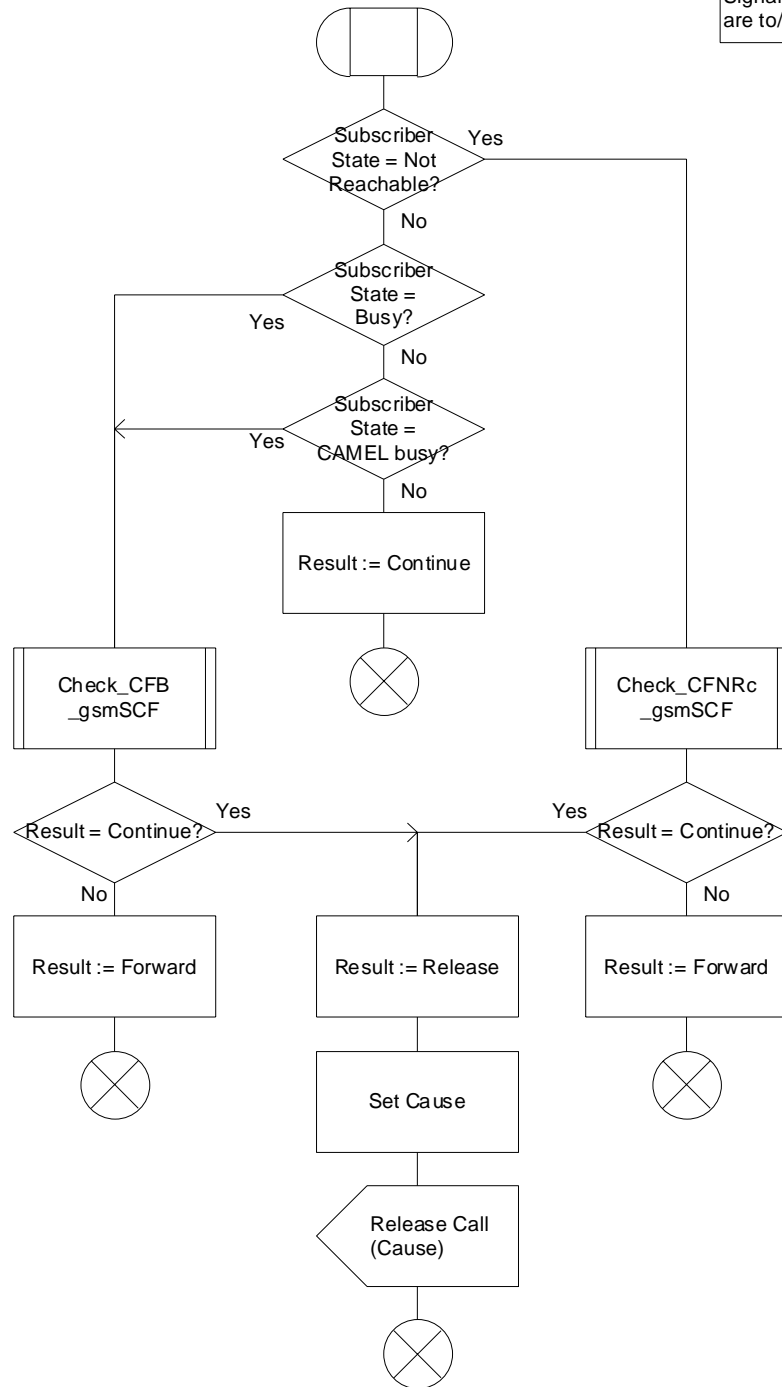 are to/
Subscriber
State = Not
Reachable?
Yes
No
Subscriber
State =
Busy?
Yes
No
Subscriber
State =
CAMEL busy?
Yes
No
Result := Continue
Check_CFB
_gsmSCF
Check_CFNRc
_gsmSCF
Result = Continue?
Yes
Yes
Result = Continue?
No
No
Result := Forward
Result := Release
Result := Forward
Set Cause
Release Call
(Cause)